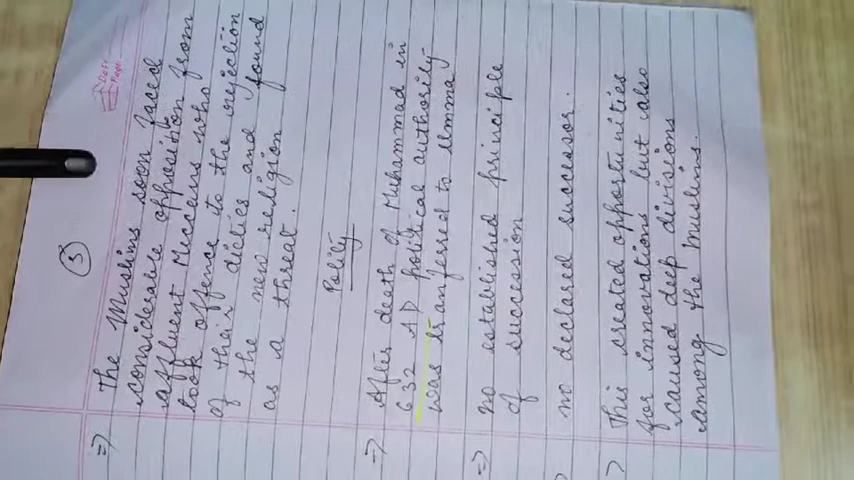 ③
Page
⇒ The Muslims soon faced
considerable opposition from
affluent Meccans who
took offence to the rejection
of their dieties and found
the new religion
as a threat.
Polity
⇒ After death of Muhammad in
632 AD political authority
was transferred to Umma
⇒ no established principle
of succession
no declared successor.
This created opportunities
for innovations but also
caused deep divisions
among the Muslims.